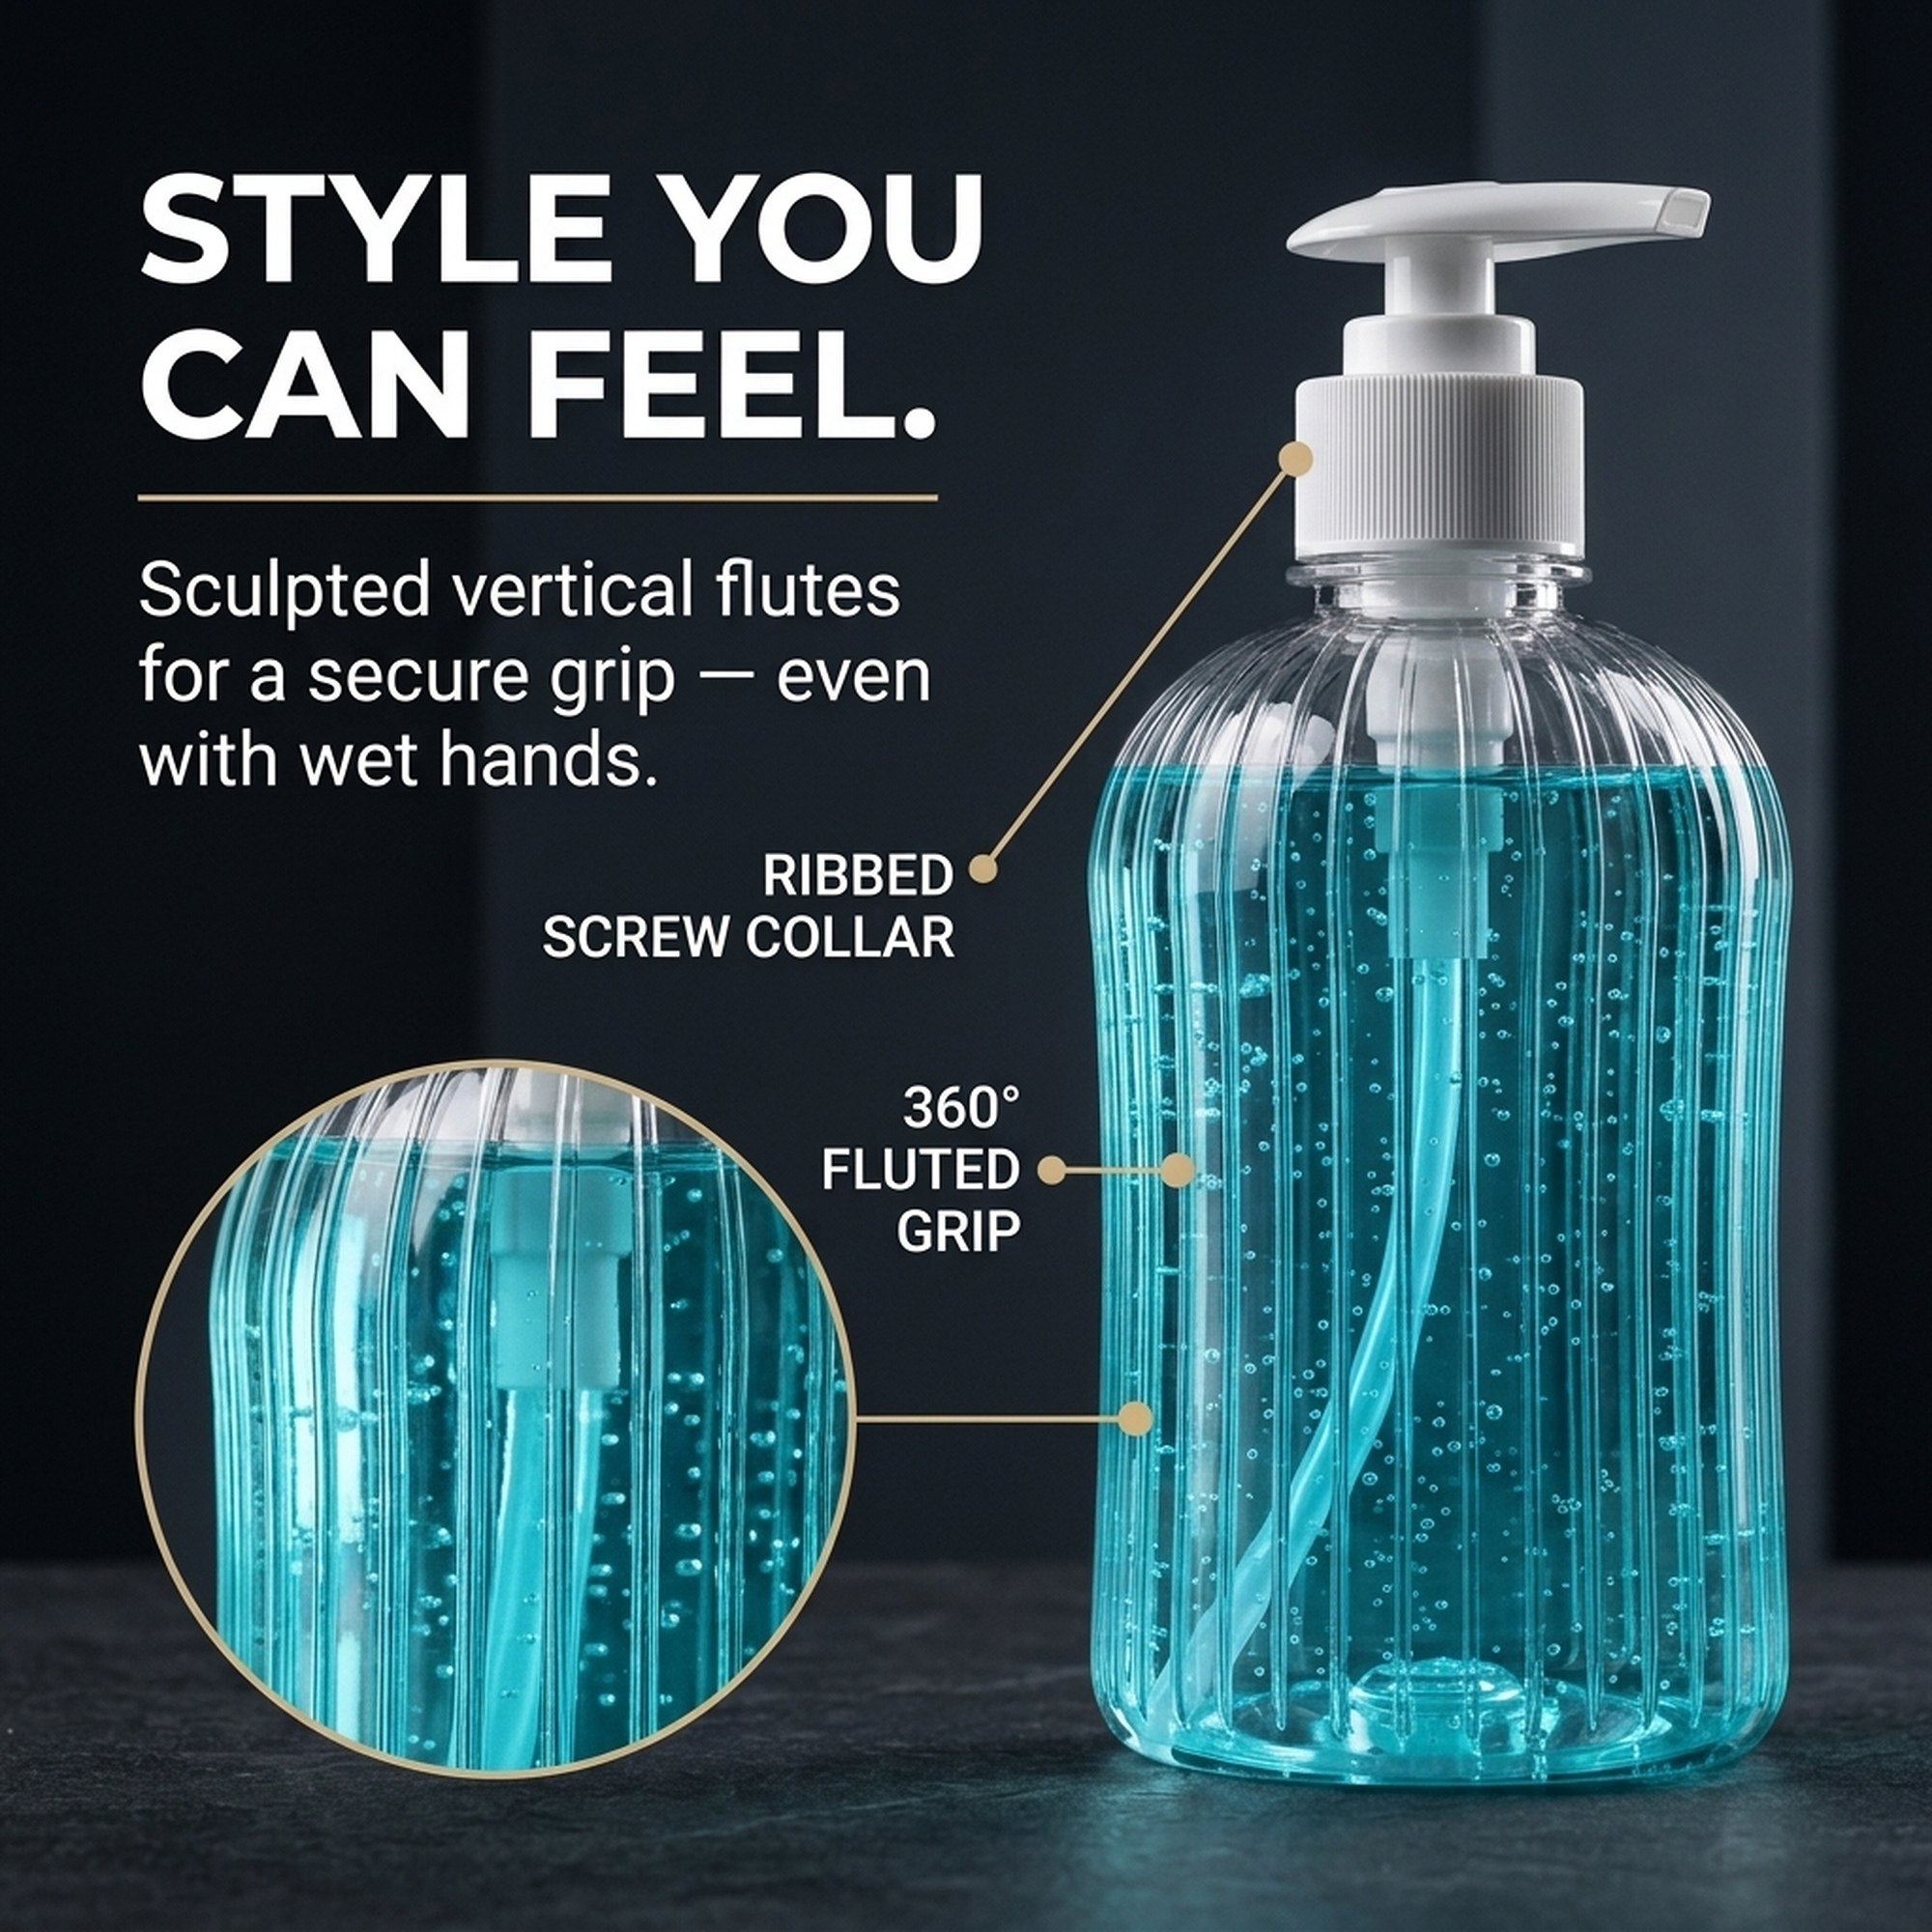 STYLE YOU
CAN FEEL.
Sculpted vertical flutes
for a secure grip — even
with wet hands.
RIBBED
SCREW COLLAR
360°
FLUTED
GRIP